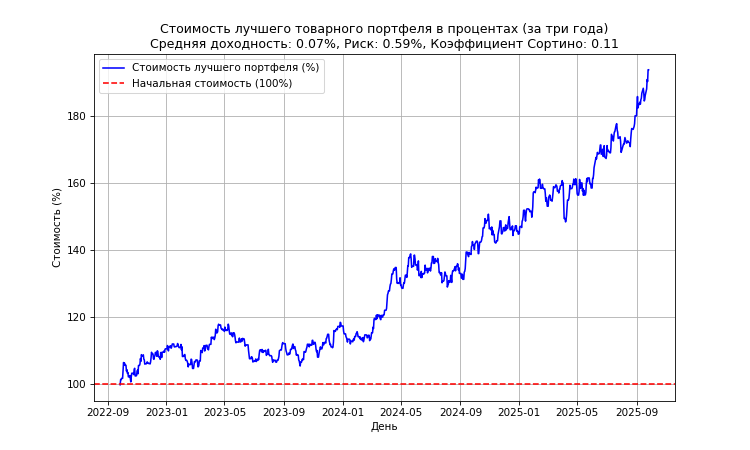 Стоимость лучшего товарного портфеля в процентах (за три года)
Средняя доходность: 0.07%, Риск: 0.59%, Коэффициент Сортино: 0.11
Стоимость лучшего портфеля (%)
Начальная стоимость (100%)
Стоимость (%)
180
160
140
120
100
2022-09 2023-01 2023-05 2023-09 2024-01 2024-05 2024-09 2025-01 2025-05 2025-09
День